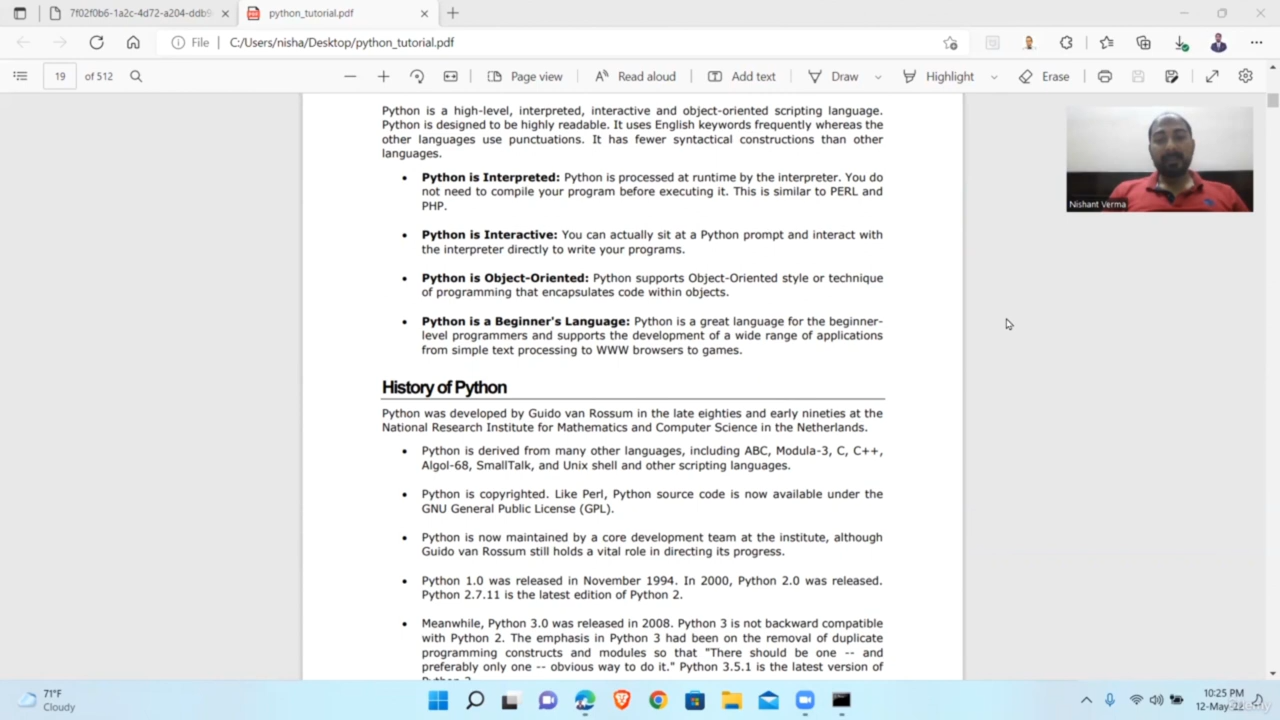 7f02f0b6-1a2c-4d72-a204-ddb9
python_tutorial.pdf
File
C:/Users/nisha/Desktop/python_tutorial.pdf
19 of 512
Page view
Read aloud
Add text
Draw
Highlight
Erase
Python is a high-level, interpreted, interactive and object-oriented scripting language.
Python is designed to be highly readable. It uses English keywords frequently whereas the
other languages use punctuations. It has fewer syntactical constructions than other
languages.
• Python is Interpreted: Python is processed at runtime by the interpreter. You do
not need to compile your program before executing it. This is similar to PERL and
PHP.
• Python is Interactive: You can actually sit at a Python prompt and interact with
the interpreter directly to write your programs.
• Python is Object-Oriented: Python supports Object-Oriented style or technique
of programming that encapsulates code within objects.
• Python is a Beginner's Language: Python is a great language for the beginner-
level programmers and supports the development of a wide range of applications
from simple text processing to WWW browsers to games.
Nishant Verma
History of Python
Python was developed by Guido van Rossum in the late eighties and early nineties at the
National Research Institute for Mathematics and Computer Science in the Netherlands.
• Python is derived from many other languages, including ABC, Modula-3, C, C++,
Algol-68, SmallTalk, and Unix shell and other scripting languages.
• Python is copyrighted. Like Perl, Python source code is now available under the
GNU General Public License (GPL).
• Python is now maintained by a core development team at the institute, although
Guido van Rossum still holds a vital role in directing its progress.
• Python 1.0 was released in November 1994. In 2000, Python 2.0 was released.
Python 2.7.11 is the latest edition of Python 2.
• Meanwhile, Python 3.0 was released in 2008. Python 3 is not backward compatible
with Python 2. The emphasis in Python 3 had been on the removal of duplicate
programming constructs and modules so that "There should be one -- and
preferably only one -- obvious way to do it." Python 3.5.1 is the latest version of
71°F
Cloudy
10:25 PM
12-May-22